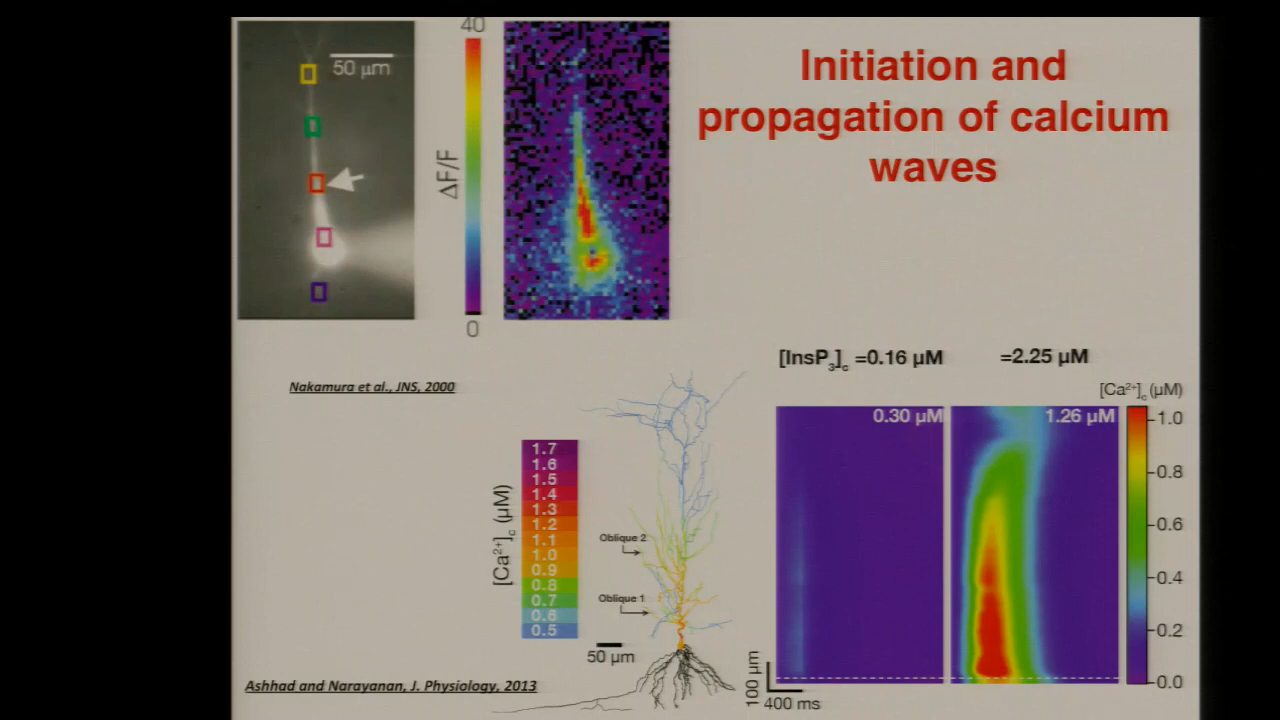 40
50 µm
ΔF/F
0
Initiation and
propagation of calcium
waves
Nakamura et al., JNS, 2000
[InsP₃]c =0.16 µM
=2.25 µM
[Ca²⁺]c (µM)
0.30 µM
1.26 µM
1.0
0.8
0.6
0.4
0.2
0.0
[Ca²⁺]c (µM)
1.7
1.6
1.5
1.4
1.3
1.2
1.1
1.0
0.9
0.8
0.7
0.6
0.5
Oblique 2
Oblique 1
50 µm
100 µm
400 ms
Ashhad and Narayanan, J. Physiology, 2013